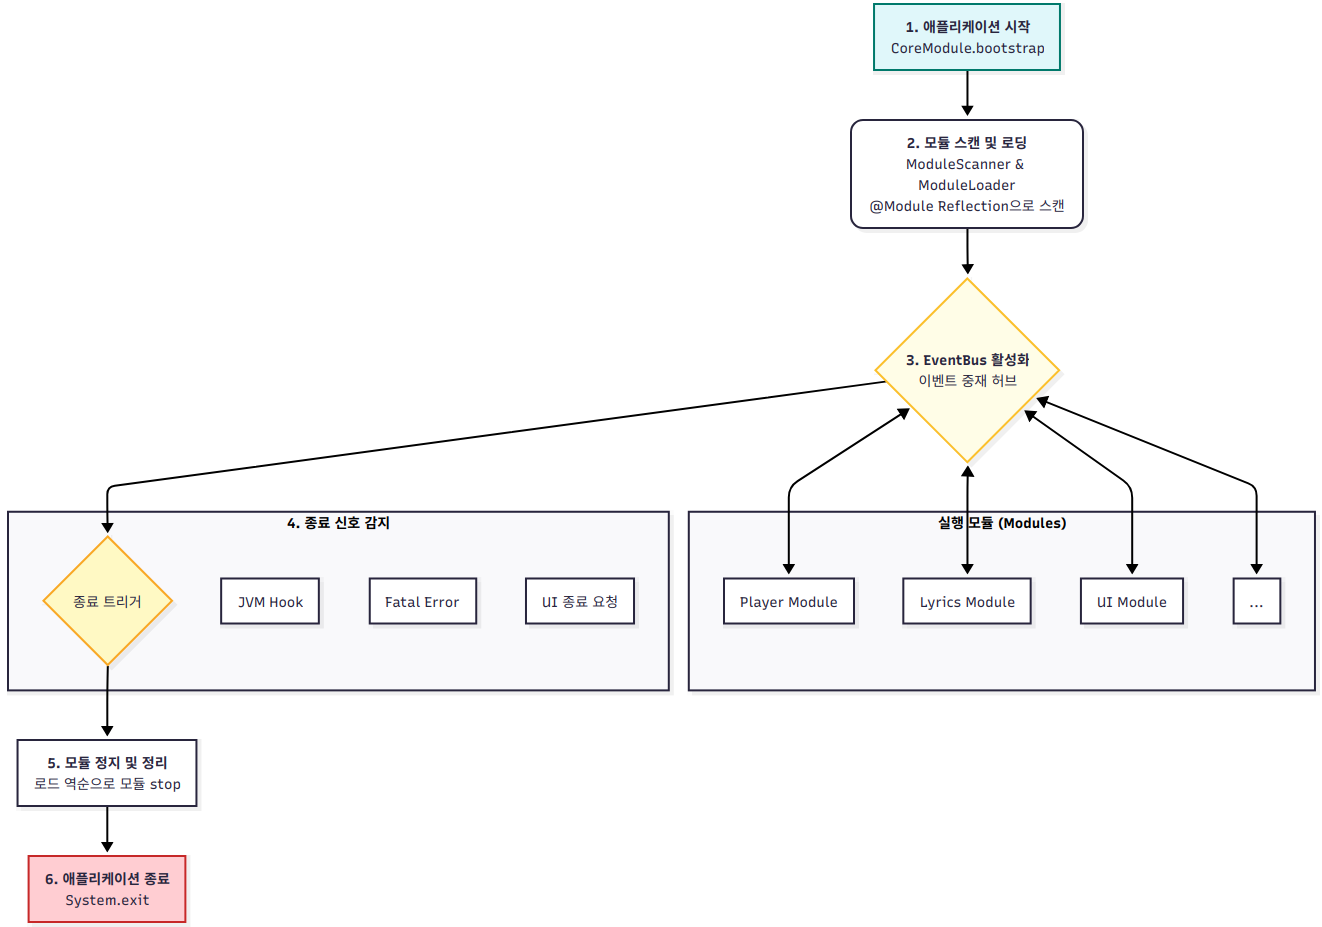 1. 애플리케이션 시작
CoreModule.bootstrap
2. 모듈 스캔 및 로딩
ModuleScanner &
ModuleLoader
@Module Reflection으로 스캔
3. EventBus 활성화
이벤트 중재 허브
4. 종료 신호 감지
종료 트리거
JVM Hook
Fatal Error
UI 종료 요청
실행 모듈 (Modules)
Player Module
Lyrics Module
UI Module
...
5. 모듈 정지 및 정리
로드 역순으로 모듈 stop
6. 애플리케이션 종료
System.exit